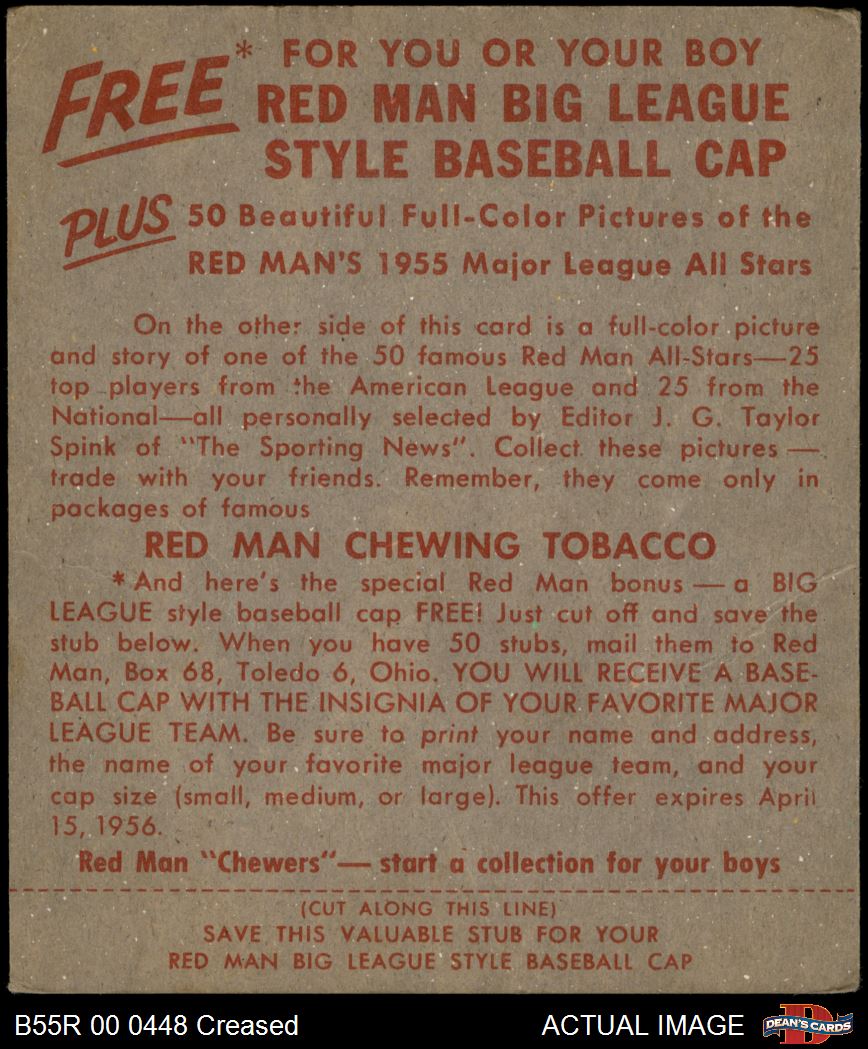 FREE* FOR YOU OR YOUR BOY
RED MAN BIG LEAGUE
STYLE BASEBALL CAP
PLUS 50 Beautiful Full-Color Pictures of the
RED MAN'S 1955 Major League All Stars
On the other side of this card is a full-color picture
and story of one of the 50 famous Red Man All-Stars—25
top players from the American League and 25 from the
National—all personally selected by Editor J. G. Taylor
Spink of "The Sporting News". Collect these pictures —
trade with your friends. Remember, they come only in
packages of famous
RED MAN CHEWING TOBACCO
*And here's the special Red Man bonus — a BIG
LEAGUE style baseball cap FREE! Just cut off and save the
stub below. When you have 50 stubs, mail them to Red
Man, Box 68, Toledo 6, Ohio. YOU WILL RECEIVE A BASE-
BALL CAP WITH THE INSIGNIA OF YOUR FAVORITE MAJOR
LEAGUE TEAM. Be sure to print your name and address,
the name of your favorite major league team, and your
cap size (small, medium, or large). This offer expires April
15, 1956.
Red Man "Chewers"— start a collection for your boys
(CUT ALONG THIS LINE)
SAVE THIS VALUABLE STUB FOR YOUR
RED MAN BIG LEAGUE STYLE BASEBALL CAP
B55R 00 0448 Creased ACTUAL IMAGE D DEAN'S CARDS